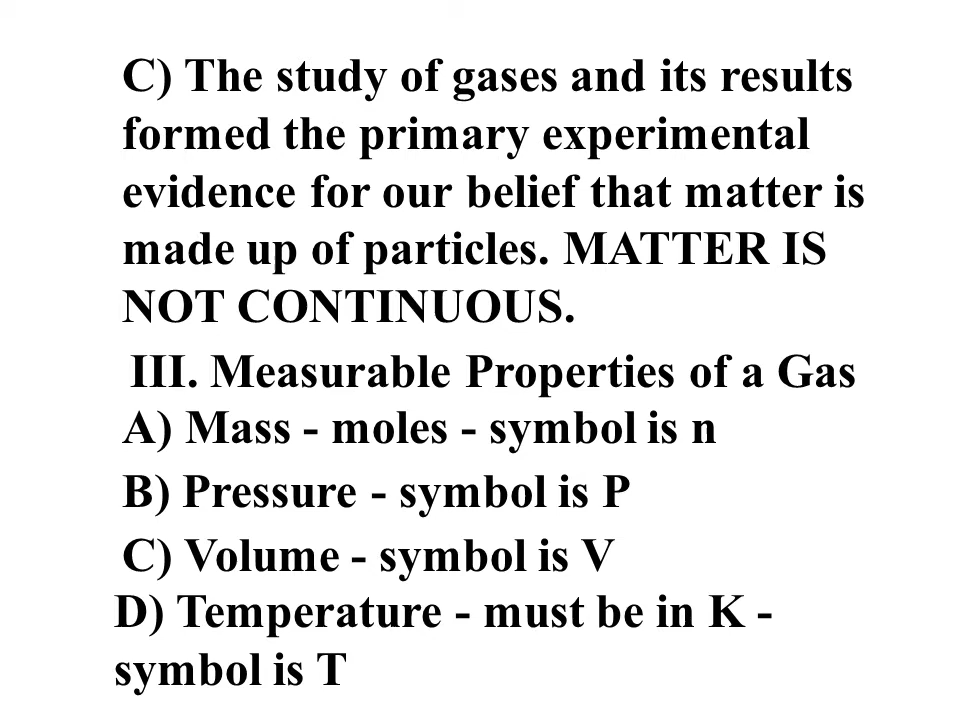 C) The study of gases and its results
formed the primary experimental
evidence for our belief that matter is
made up of particles. MATTER IS
NOT CONTINUOUS.
III. Measurable Properties of a Gas
A) Mass - moles - symbol is n
B) Pressure - symbol is P
C) Volume - symbol is V
D) Temperature - must be in K -
symbol is T